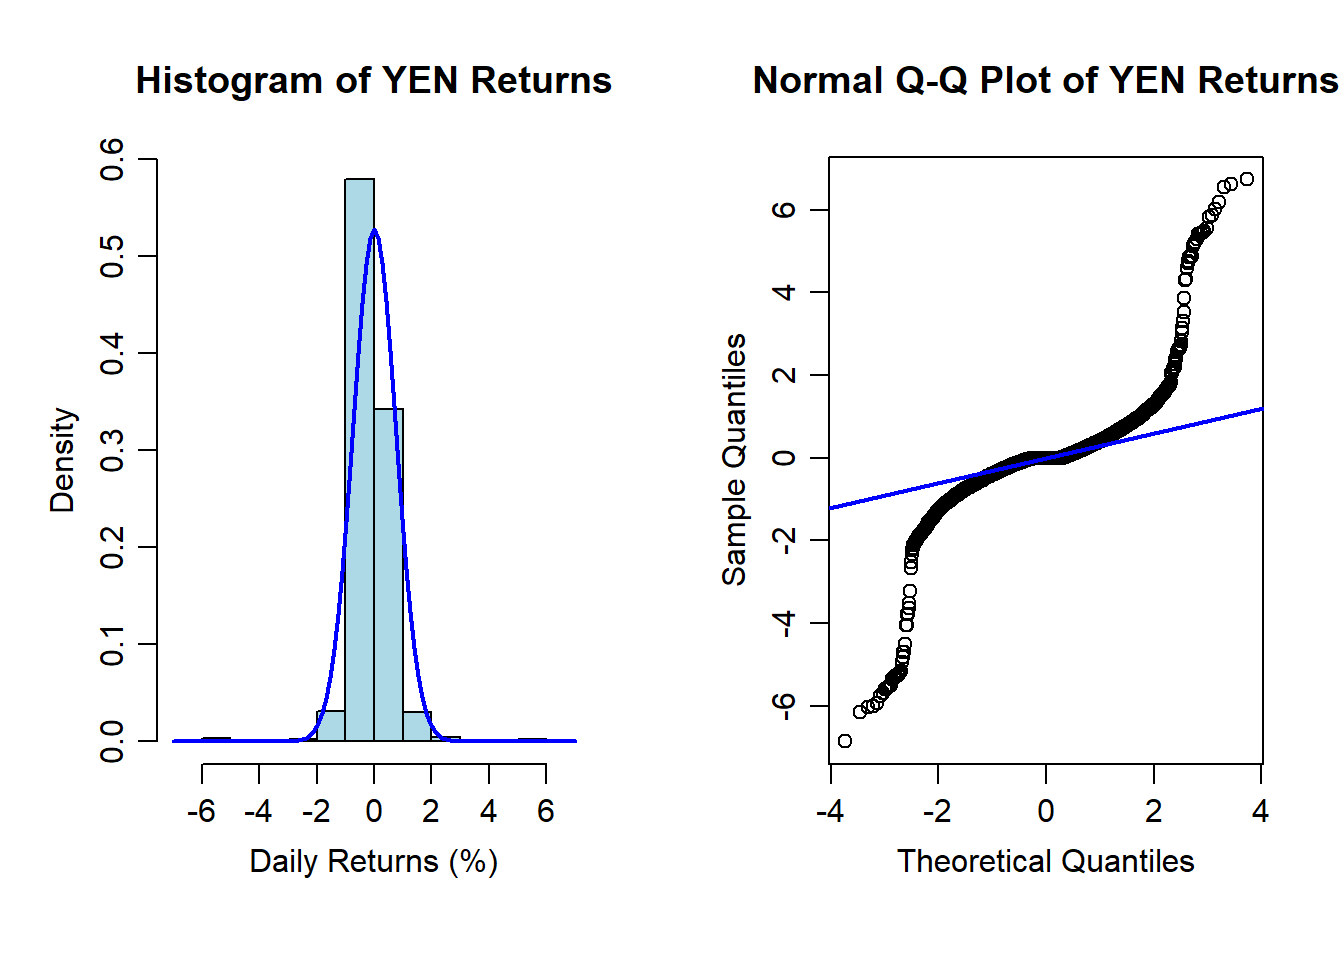 Histogram of YEN Returns
Density
0.0 0.1 0.2 0.3 0.4 0.5 0.6
-6 -4 -2 0 2 4 6
Daily Returns (%)
Normal Q-Q Plot of YEN Returns
Sample Quantiles
-6 -4 -2 0 2 4 6
-4 -2 0 2 4
Theoretical Quantiles